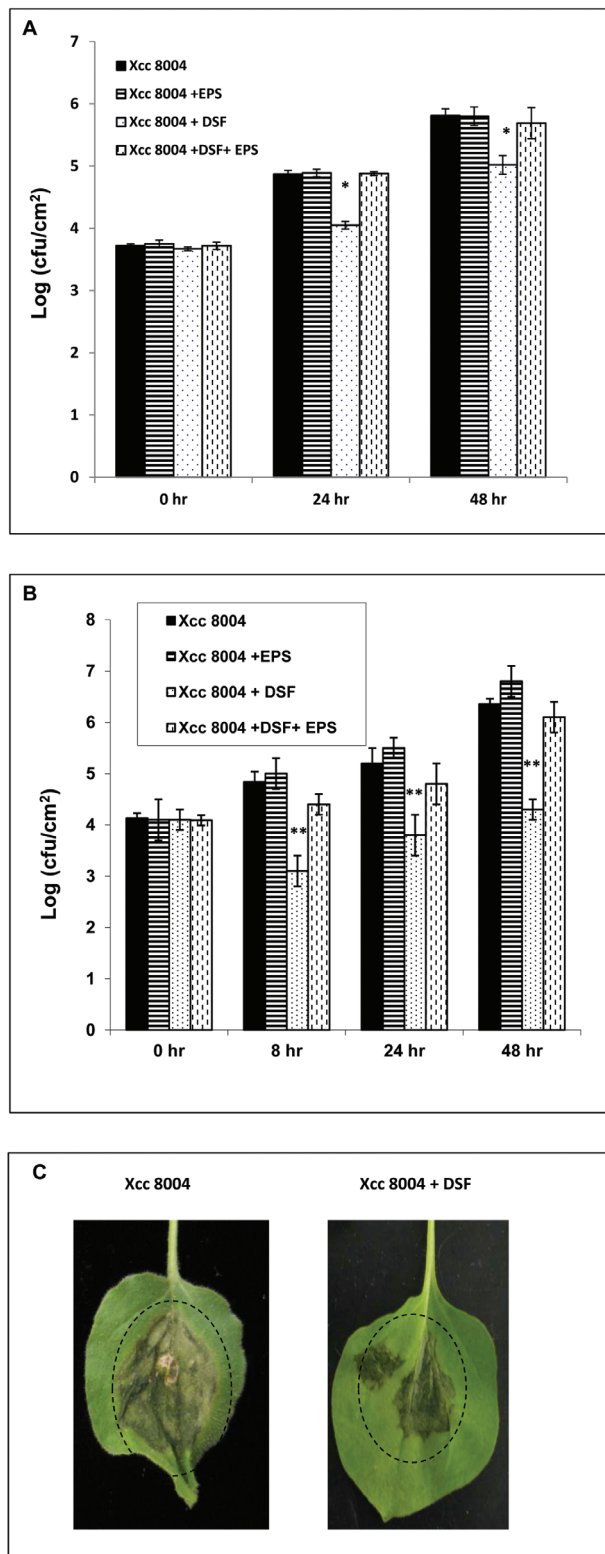 A
7
6
5
4
3
2
1
0
Log (cfu/cm²)
Xcc 8004
Xcc 8004 +EPS
Xcc 8004 + DSF
Xcc 8004 +DSF+ EPS
*
*
0 hr
24 hr
48 hr
B
8
7
6
5
4
3
2
1
0
Log (cfu/cm²)
Xcc 8004
Xcc 8004 +EPS
Xcc 8004 + DSF
Xcc 8004 +DSF+ EPS
**
**
**
0 hr
8 hr
24 hr
48 hr
C
Xcc 8004
Xcc 8004 + DSF